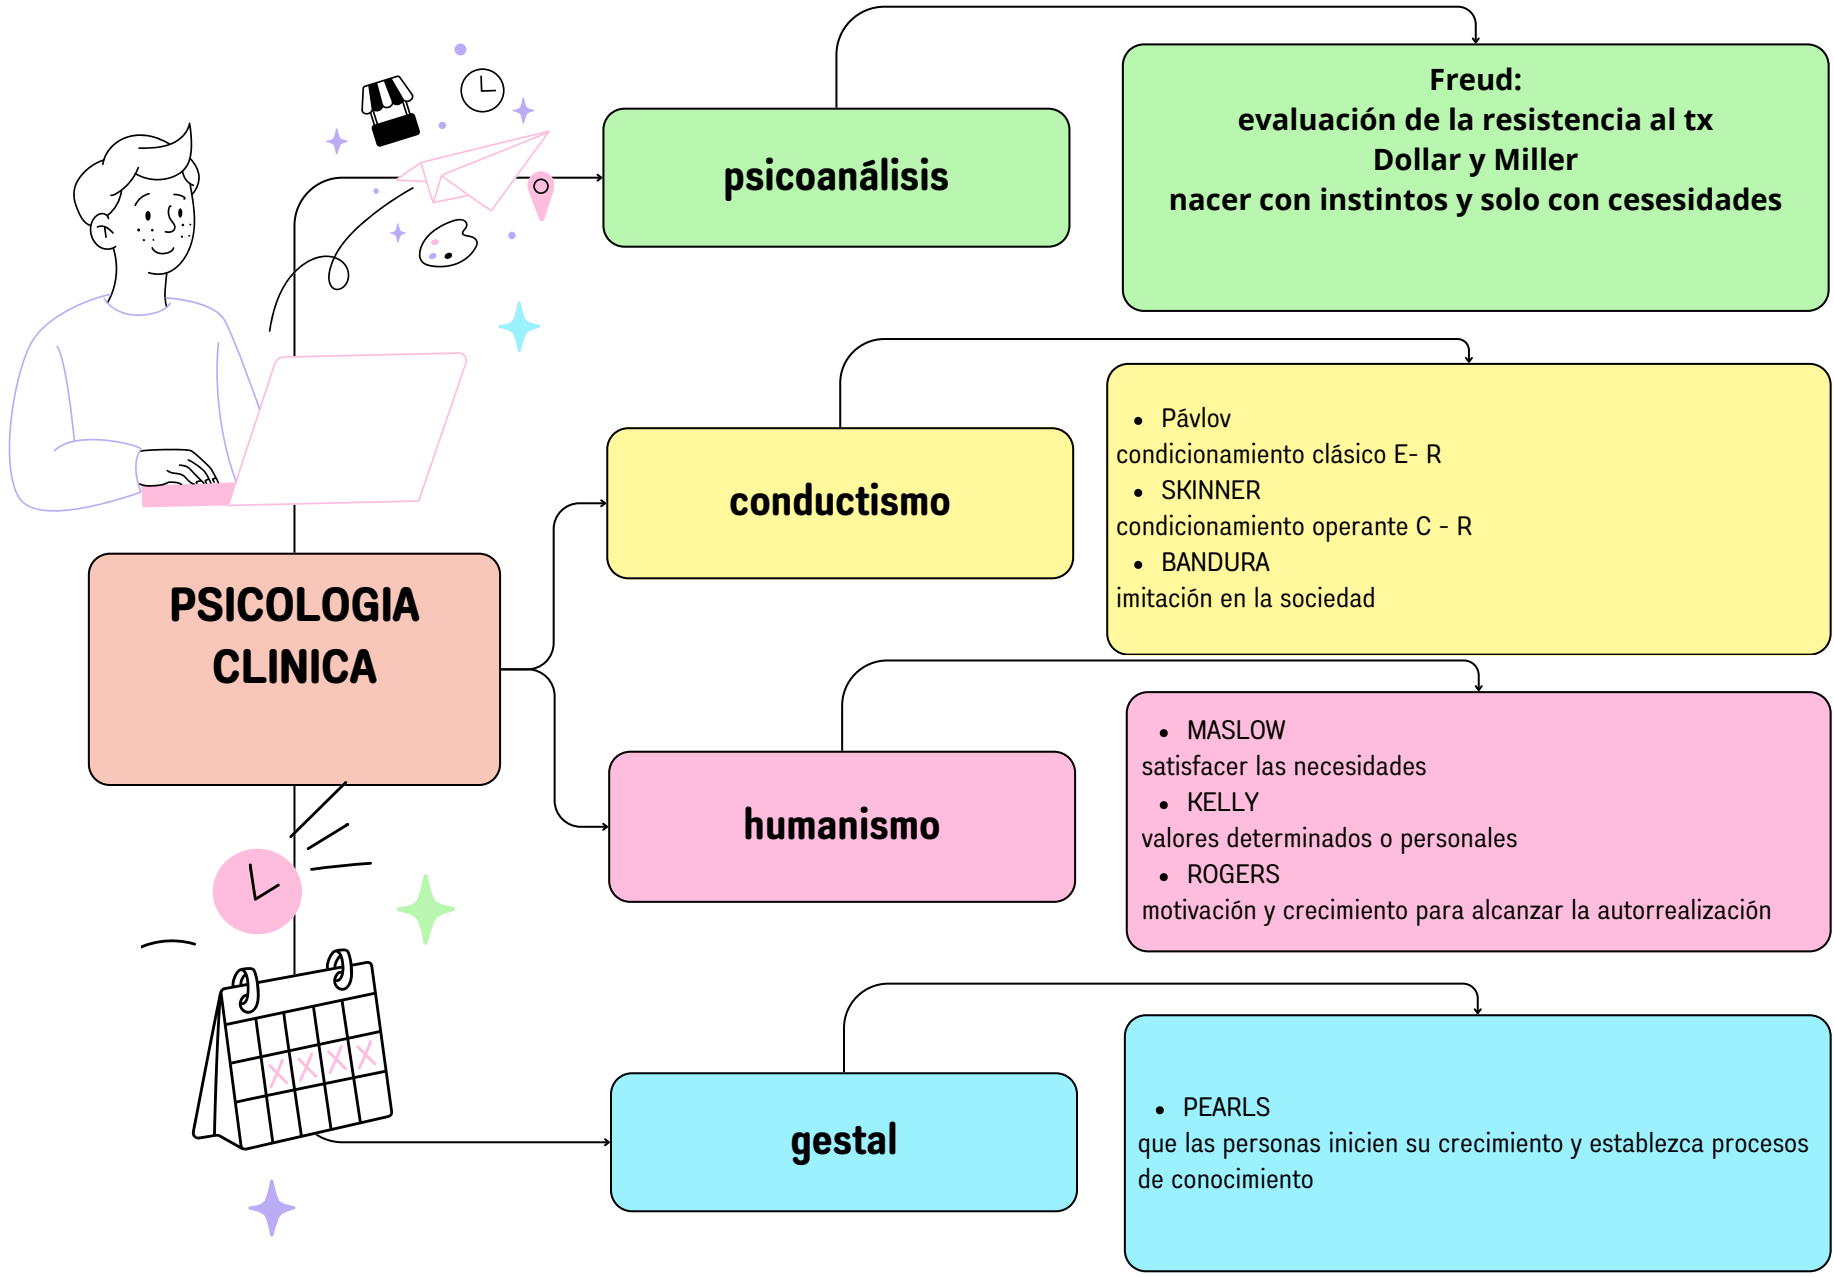 PSICOLOGIA
CLINICA
psicoanálisis
Freud:
evaluación de la resistencia al tx
Dollar y Miller
nacer con instintos y solo con cesesidades
conductismo
• Pávlov
condicionamiento clásico E- R
• SKINNER
condicionamiento operante C - R
• BANDURA
imitación en la sociedad
humanismo
• MASLOW
satisfacer las necesidades
• KELLY
valores determinados o personales
• ROGERS
motivación y crecimiento para alcanzar la autorrealización
gestal
• PEARLS
que las personas inicien su crecimiento y establezca procesos
de conocimiento